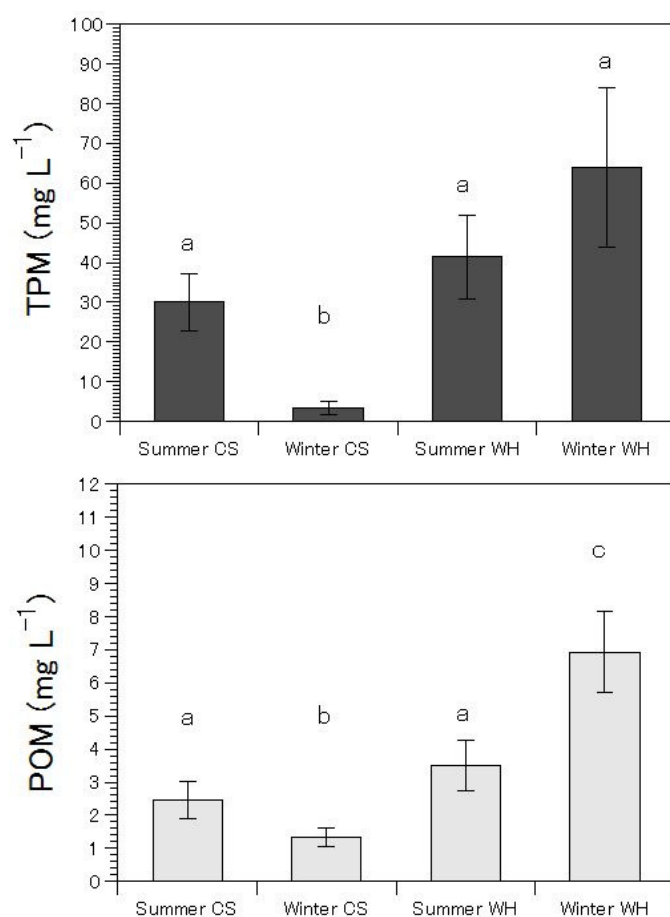 TPM (mg L⁻¹)
100
90
80
70
60
50
40
30
20
10
0
a
b
a
a
Summer CS Winter CS Summer WH Winter WH
POM (mg L⁻¹)
12
11
10
9
8
7
6
5
4
3
2
1
0
a
b
a
c
Summer CS Winter CS Summer WH Winter WH